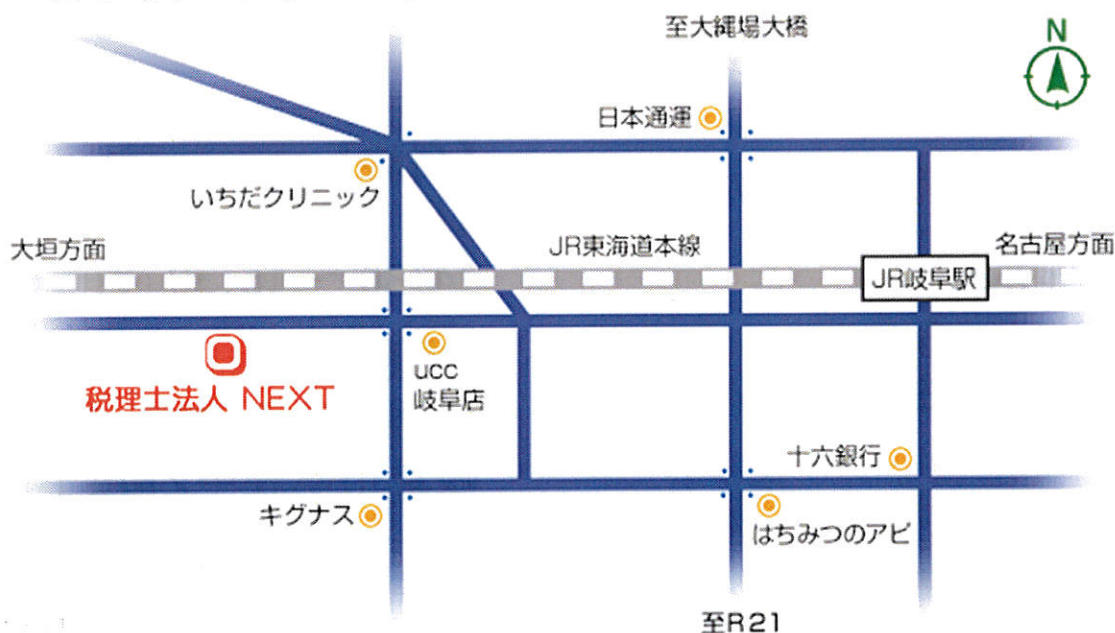 至大縄場大橋
N
日本通運
いちだクリニック
大垣方面
JR東海道本線
名古屋方面
JR岐阜駅
税理士法人 NEXT
ucc
岐阜店
十六銀行
キグナス
はちみつのアピ
至R21